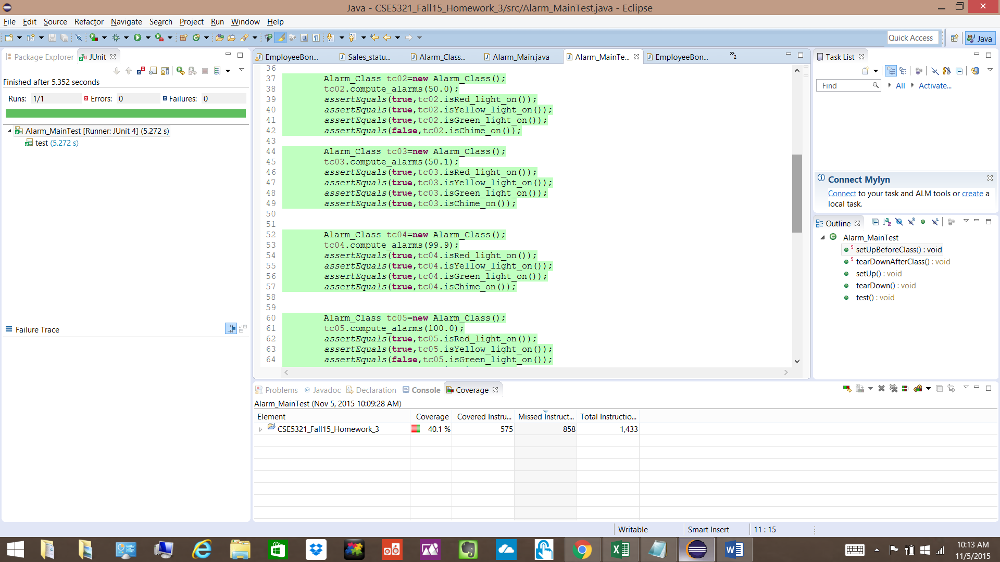 Java - CSE5321_Fall15_Homework_3/src/Alarm_MainTest.java - Eclipse
File Edit Source Refactor Navigate Search Project Run Window Help
Quick Access
Java
Package Explorer JUnit
Finished after 5.352 seconds
Runs: 1/1 Errors: 0 Failures: 0
Alarm_MainTest [Runner: JUnit 4] (5.272 s)
test (5.272 s)
Failure Trace
EmployeeBon... Sales_statu... Alarm_Class... Alarm_Main.java Alarm_MainTe... EmployeeBon... »2
36
37 Alarm_Class tc02=new Alarm_Class();
38 tc02.compute_alarms(50.0);
39 assertEquals(true,tc02.isRed_light_on());
40 assertEquals(true,tc02.isYellow_light_on());
41 assertEquals(true,tc02.isGreen_light_on());
42 assertEquals(false,tc02.isChime_on());
43
44 Alarm_Class tc03=new Alarm_Class();
45 tc03.compute_alarms(50.1);
46 assertEquals(true,tc03.isRed_light_on());
47 assertEquals(true,tc03.isYellow_light_on());
48 assertEquals(true,tc03.isGreen_light_on());
49 assertEquals(true,tc03.isChime_on());
50
51
52 Alarm_Class tc04=new Alarm_Class();
53 tc04.compute_alarms(99.9);
54 assertEquals(true,tc04.isRed_light_on());
55 assertEquals(true,tc04.isYellow_light_on());
56 assertEquals(true,tc04.isGreen_light_on());
57 assertEquals(true,tc04.isChime_on());
58
59
60 Alarm_Class tc05=new Alarm_Class();
61 tc05.compute_alarms(100.0);
62 assertEquals(true,tc05.isRed_light_on());
63 assertEquals(true,tc05.isYellow_light_on());
64 assertEquals(false,tc05.isGreen_light_on());
Task List
Find All Activate...
Connect Mylyn
Connect to your task and ALM tools or create a
local task.
Outline
Alarm_MainTest
setUpBeforeClass() : void
tearDownAfterClass() : void
setUp() : void
tearDown() : void
test() : void
Problems Javadoc Declaration Console Coverage
Alarm_MainTest (Nov 5, 2015 10:09:28 AM)
Element Coverage Covered Instru... Missed Instruct... Total Instructio...
CSE5321_Fall15_Homework_3 40.1 % 575 858 1,433
Writable Smart Insert 11 : 15
10:13 AM
11/5/2015